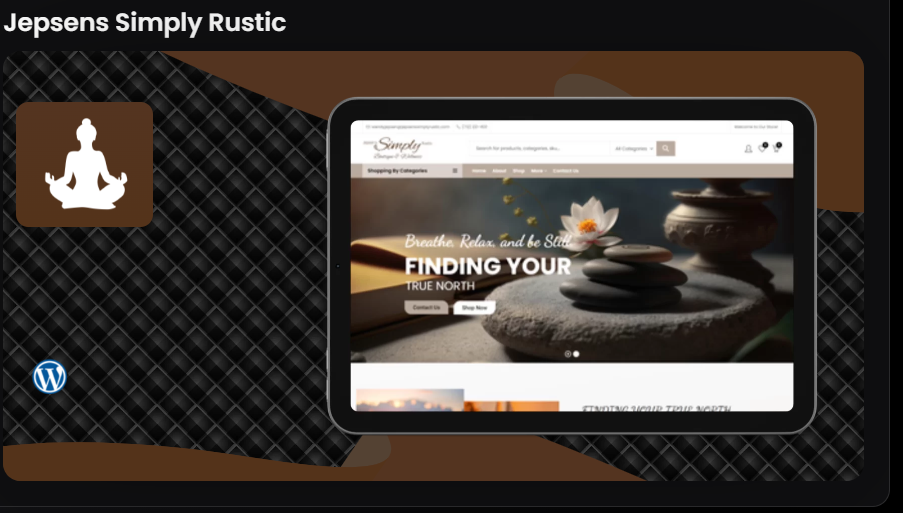 Jepsens Simply Rustic
Welcome to Our Store
Simply
Search for products, categories, sku...
All Categories
Shopping By Categories
Home About Shop More Contact Us
Breathe, Relax, and be Still.
FINDING YOUR
TRUE NORTH
Contact Us Shop Now
FINDING YOUR TRUE NORTH